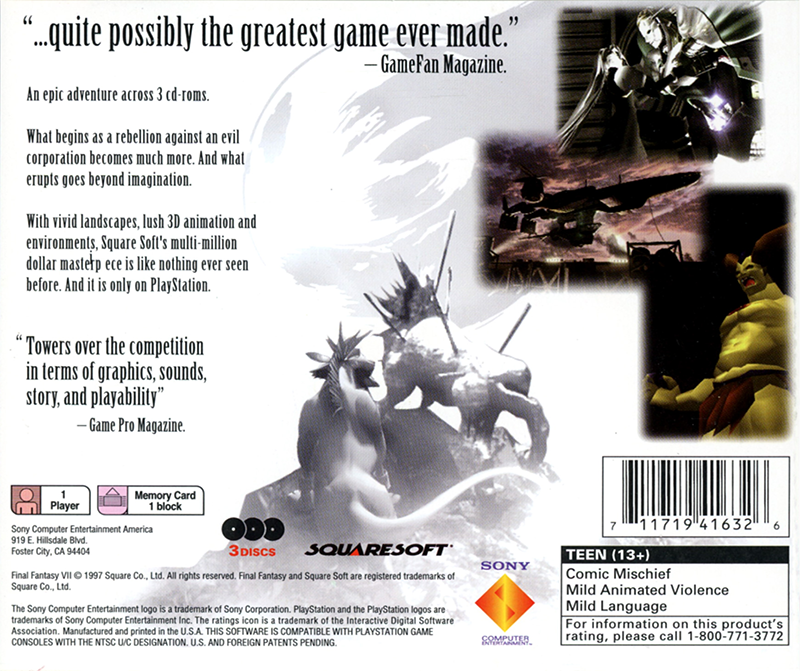 “...quite possibly the greatest game ever made.”
– GameFan Magazine.
An epic adventure across 3 cd-roms.
What begins as a rebellion against an evil
corporation becomes much more. And what
erupts goes beyond imagination.
With vivid landscapes, lush 3D animation and
environments, Square Soft's multi-million
dollar masterp ece is like nothing ever seen
before. And it is only on PlayStation.
“ Towers over the competition
in terms of graphics, sounds,
story, and playability”
– Game Pro Magazine.
1
Player
Memory Card
1 block
Sony Computer Entertainment America
919 E. Hillsdale Blvd.
Foster City, CA 94404
3 DISCS
SQUARESOFT
Final Fantasy VII © 1997 Square Co., Ltd. All rights reserved. Final Fantasy and Square Soft are registered trademarks of
Square Co., Ltd.
The Sony Computer Entertainment logo is a trademark of Sony Corporation. PlayStation and the PlayStation logos are
trademarks of Sony Computer Entertainment Inc. The ratings icon is a trademark of the Interactive Digital Software
Association. Manufactured and printed in the U.S.A. THIS SOFTWARE IS COMPATIBLE WITH PLAYSTATION GAME
CONSOLES WITH THE NTSC U/C DESIGNATION. U.S. AND FOREIGN PATENTS PENDING.
SONY
COMPUTER
ENTERTAINMENT
7 11719 41632 6
TEEN (13+)
Comic Mischief
Mild Animated Violence
Mild Language
For information on this product's
rating, please call 1-800-771-3772